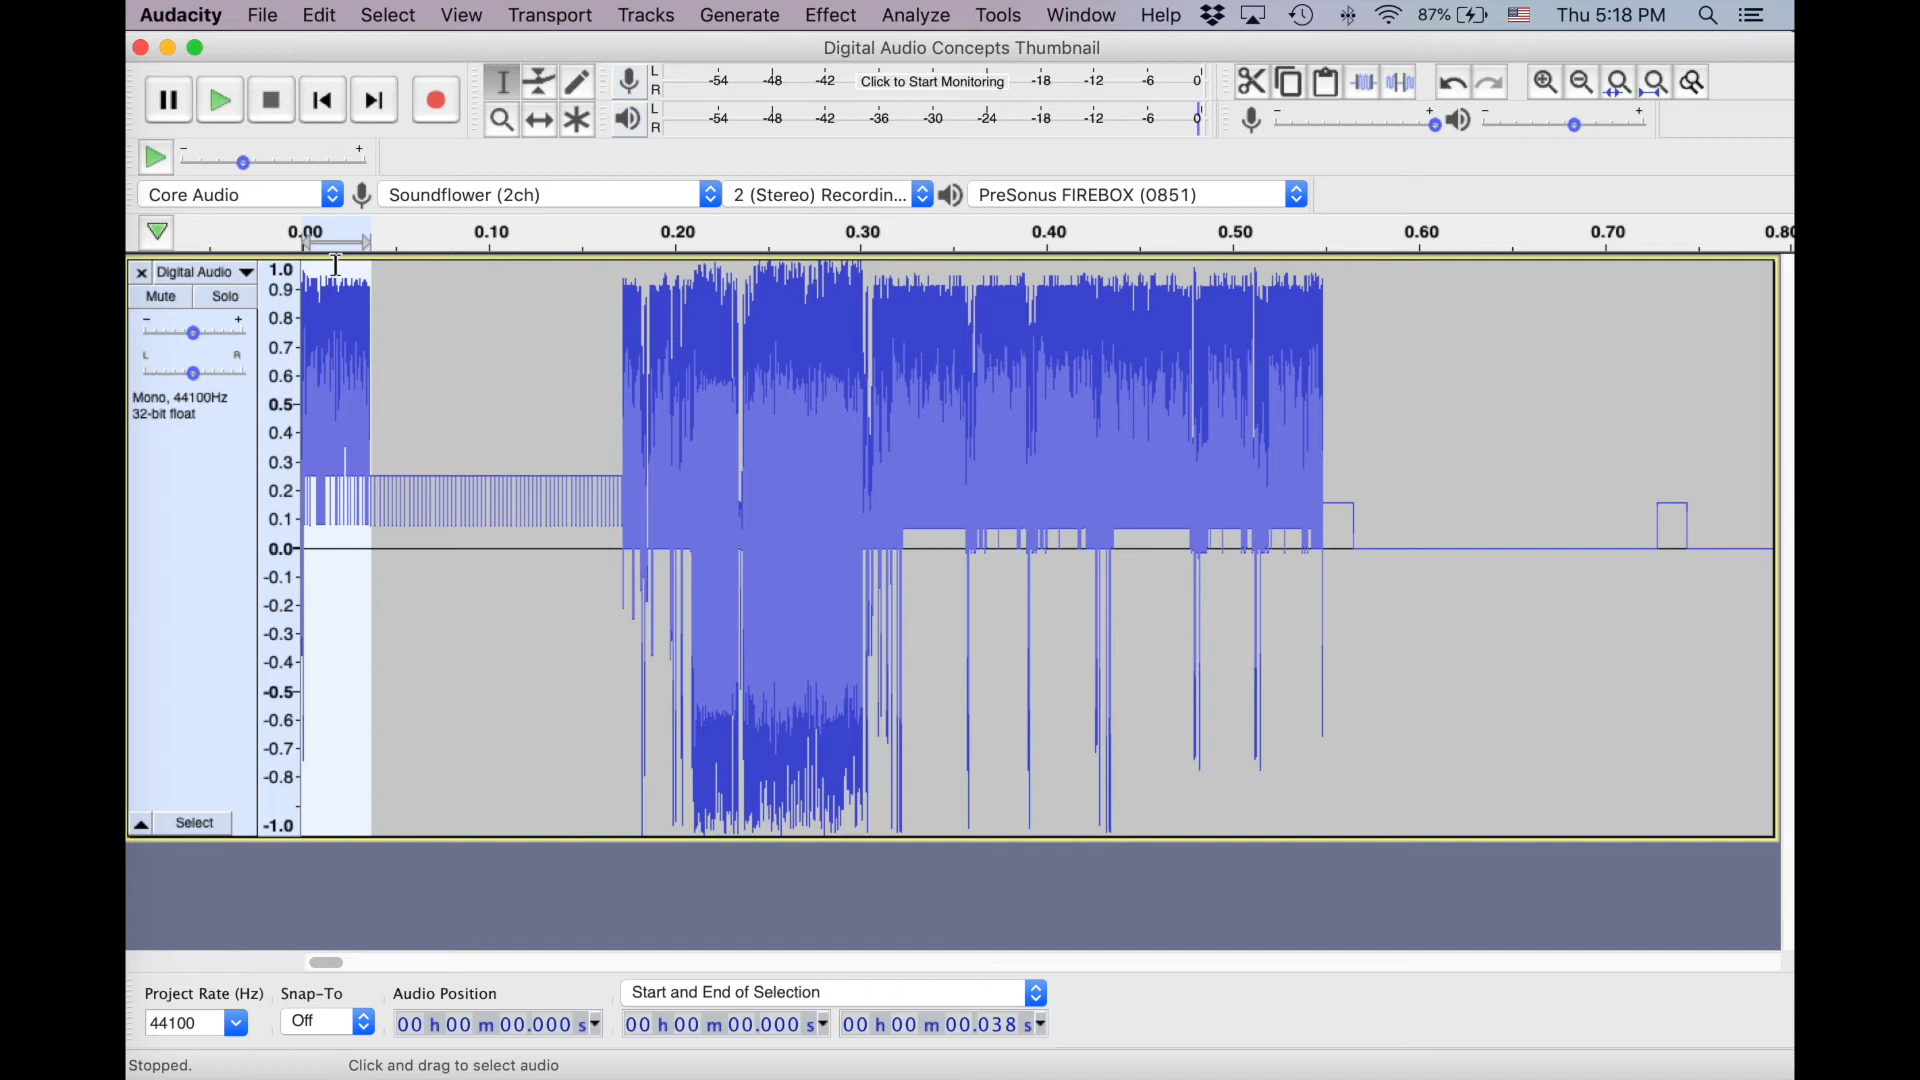 Audacity File Edit Select View Transport Tracks Generate Effect Analyze Tools Window Help 87% Thu 5:18 PM
Digital Audio Concepts Thumbnail
L R -54 -48 -42 Click to Start Monitoring -18 -12 -6 0
L R -54 -48 -42 -36 -30 -24 -18 -12 -6 0
- + - +
- +
Core Audio Soundflower (2ch) 2 (Stereo) Recordin... PreSonus FIREBOX (0851)
0.00 0.10 0.20 0.30 0.40 0.50 0.60 0.70 0.80
Digital Audio
Mute Solo
- +
L R
Mono, 44100Hz
32-bit float
Select
1.0
0.9
0.8
0.7
0.6
0.5
0.4
0.3
0.2
0.1
0.0
-0.1
-0.2
-0.3
-0.4
-0.5
-0.6
-0.7
-0.8
-1.0
Project Rate (Hz) Snap-To Audio Position Start and End of Selection
44100 Off 00 h 00 m 00.000 s 00 h 00 m 00.000 s 00 h 00 m 00.038 s
Stopped. Click and drag to select audio